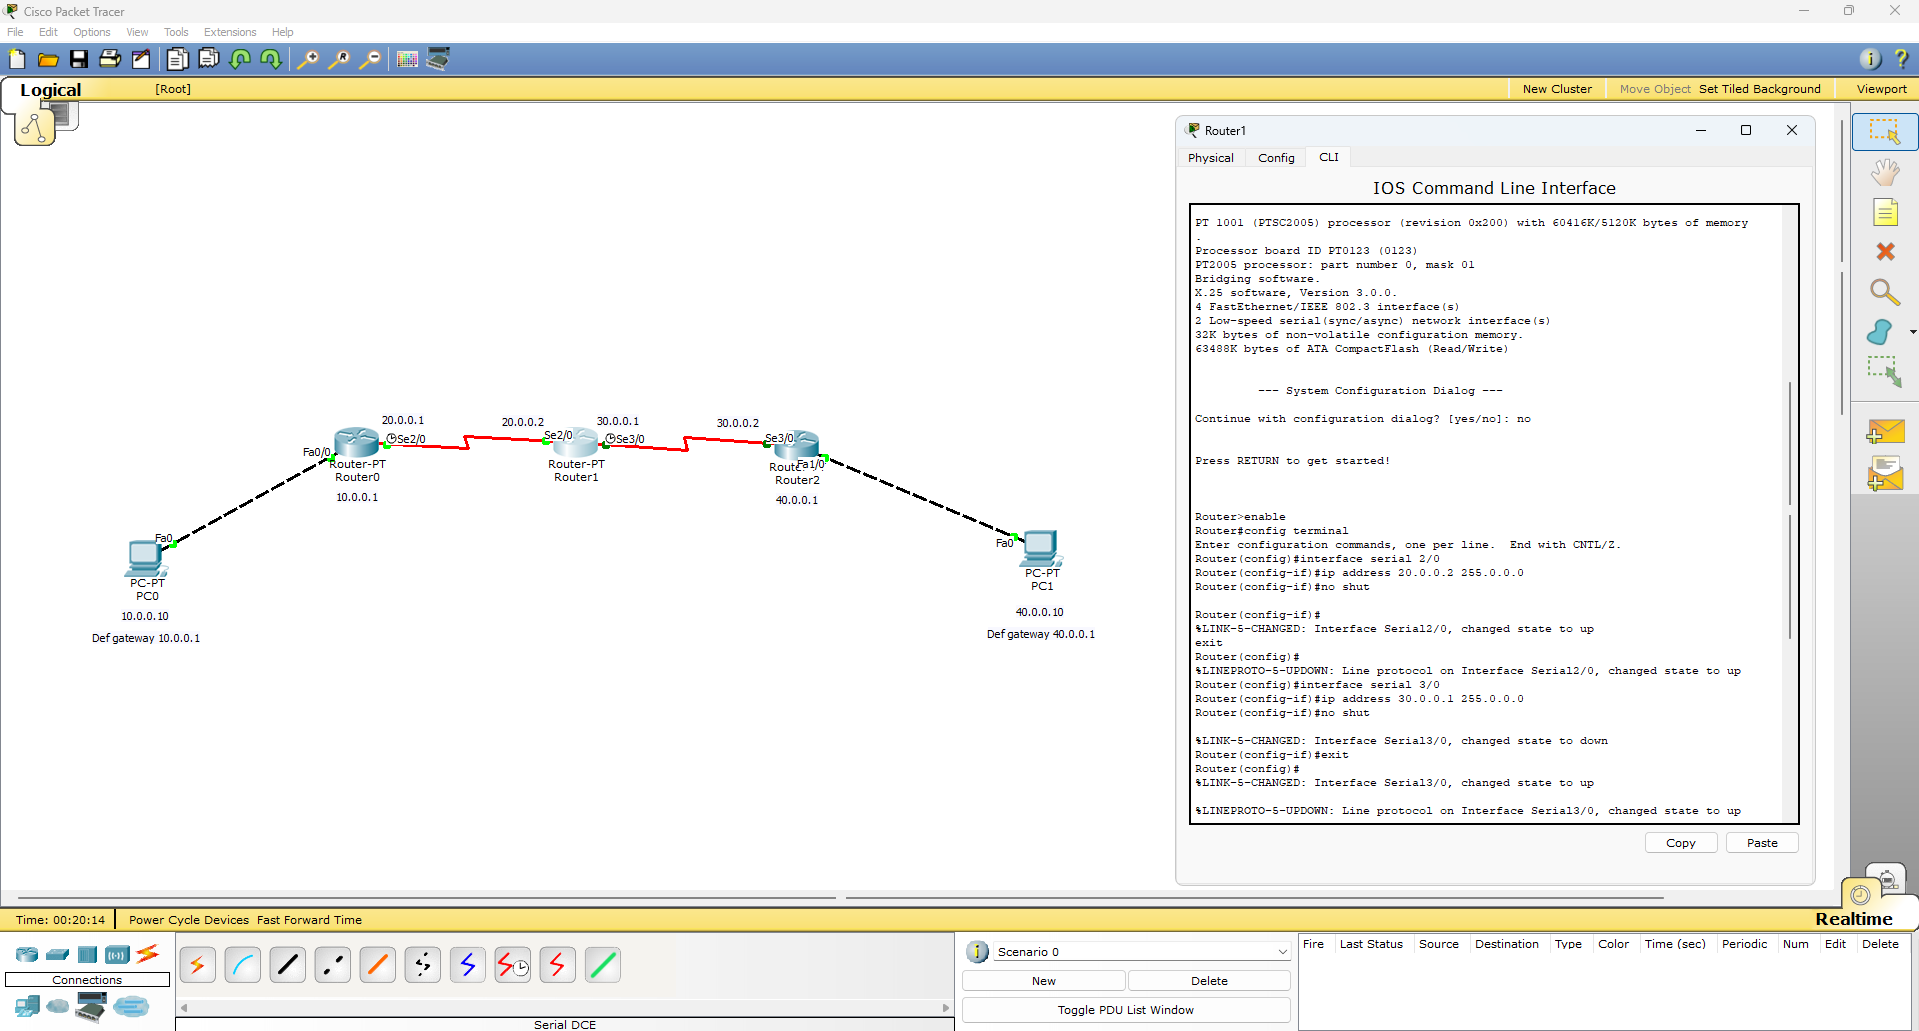 Cisco Packet Tracer
File Edit Options View Tools Extensions Help
Logical [Root] New Cluster Move Object Set Tiled Background Viewport
20.0.0.1
20.0.0.2
30.0.0.1
30.0.0.2
Se2/0
Se2/0
Se3/0
Se3/0
Fa0/0
Router-PT
Router0
10.0.0.1
Router-PT
Router1
Fa1/0
Router2
40.0.0.1
Fa0
PC-PT
PC0
10.0.0.10
Def gateway 10.0.0.1
Fa0
PC-PT
PC1
40.0.0.10
Def gateway 40.0.0.1
Router1
Physical Config CLI
IOS Command Line Interface
PT 1001 (PTSC2005) processor (revision 0x200) with 60416K/5120K bytes of memory
.
Processor board ID PT0123 (0123)
PT2005 processor: part number 0, mask 01
Bridging software.
X.25 software, Version 3.0.0.
4 FastEthernet/IEEE 802.3 interface(s)
2 Low-speed serial(sync/async) network interface(s)
32K bytes of non-volatile configuration memory.
63488K bytes of ATA CompactFlash (Read/Write)
--- System Configuration Dialog ---
Continue with configuration dialog? [yes/no]: no
Press RETURN to get started!
Router>enable
Router#config terminal
Enter configuration commands, one per line. End with CNTL/Z.
Router(config)#interface serial 2/0
Router(config-if)#ip address 20.0.0.2 255.0.0.0
Router(config-if)#no shut
Router(config-if)#
%LINK-5-CHANGED: Interface Serial2/0, changed state to up
exit
Router(config)#
%LINEPROTO-5-UPDOWN: Line protocol on Interface Serial2/0, changed state to up
Router(config)#interface serial 3/0
Router(config-if)#ip address 30.0.0.1 255.0.0.0
Router(config-if)#no shut
%LINK-5-CHANGED: Interface Serial3/0, changed state to down
Router(config-if)#exit
Router(config)#
%LINK-5-CHANGED: Interface Serial3/0, changed state to up
%LINEPROTO-5-UPDOWN: Line protocol on Interface Serial3/0, changed state to up
Copy Paste
Time: 00:20:14 Power Cycle Devices Fast Forward Time
Realtime
Connections
Serial DCE
Scenario 0
New Delete
Toggle PDU List Window
Fire Last Status Source Destination Type Color Time (sec) Periodic Num Edit Delete